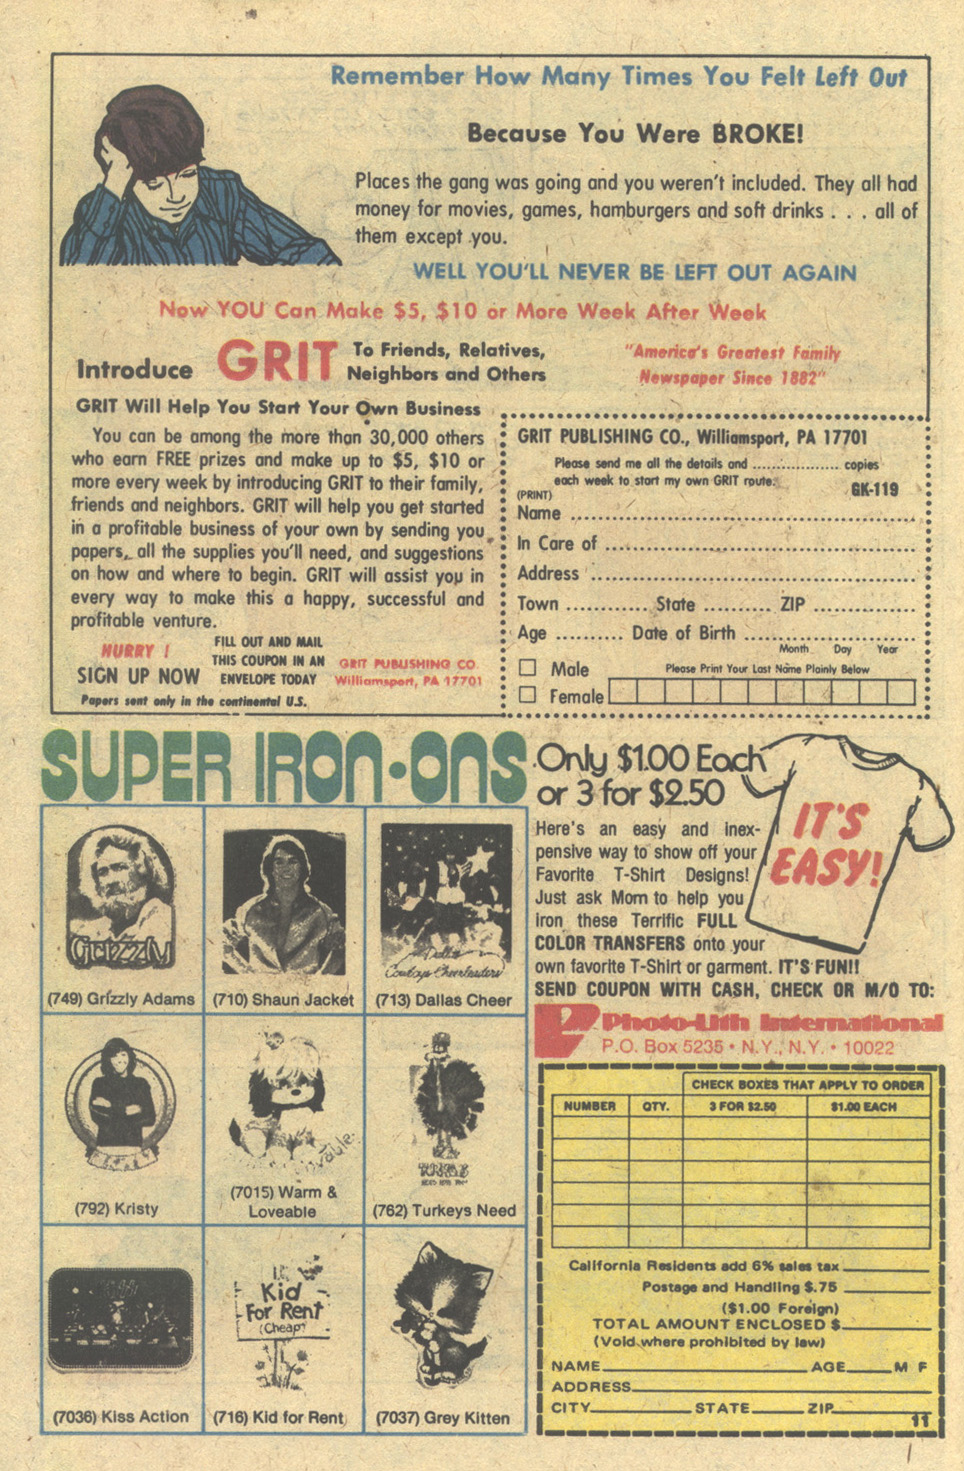 Remember How Many Times You Felt Left Out
Because You Were BROKE!
Places the gang was going and you weren't included. They all had
money for movies, games, hamburgers and soft drinks . . . all of
them except you.
WELL YOU'LL NEVER BE LEFT OUT AGAIN
Now YOU Can Make $5, $10 or More Week After Week
Introduce GRIT To Friends, Relatives,
Neighbors and Others
"America's Greatest Family
Newspaper Since 1882"
GRIT Will Help You Start Your Own Business
You can be among the more than 30,000 others
who earn FREE prizes and make up to $5, $10 or
more every week by introducing GRIT to their family,
friends and neighbors. GRIT will help you get started
in a profitable business of your own by sending you
papers, all the supplies you'll need, and suggestions
on how and where to begin. GRIT will assist you in
every way to make this a happy, successful and
profitable venture.
HURRY !
SIGN UP NOW
FILL OUT AND MAIL
THIS COUPON IN AN
ENVELOPE TODAY
GRIT PUBLISHING CO.
Williamsport, PA 17701
Papers sent only in the continental U.S.
GRIT PUBLISHING CO., Williamsport, PA 17701
Please send me all the details and .................. copies
each week to start my own GRIT route.
GK-119
(PRINT)
Name
In Care of
Address
Town ............ State .......... ZIP
Age .......... Date of Birth
Month Day Year
Male
Female
Please Print Your Last Name Plainly Below
SUPER IRON-ONS
Only $1.00 Each
or 3 for $2.50
IT'S
EASY!
Here's an easy and inex-
pensive way to show off your
Favorite T-Shirt Designs!
Just ask Mom to help you
iron these Terrific FULL
COLOR TRANSFERS onto your
own favorite T-Shirt or garment. IT'S FUN!!
SEND COUPON WITH CASH, CHECK OR M/O TO:
Photo-Lith International
P.O. Box 5235 • N.Y., N.Y. • 10022
Grizzly
(749) Grizzly Adams
(710) Shaun Jacket
Dallas
Cowboys Cheerleaders
(713) Dallas Cheer
(792) Kristy
(7015) Warm &
Loveable
(762) Turkeys Need
(7036) Kiss Action
Kid
For Rent
(Cheap)
(716) Kid for Rent
(7037) Grey Kitten
CHECK BOXES THAT APPLY TO ORDER
NUMBER QTY. 3 FOR $2.50 $1.00 EACH
California Residents add 6% sales tax
Postage and Handling $.75
($1.00 Foreign)
TOTAL AMOUNT ENCLOSED $
(Void where prohibited by law)
NAME AGE M F
ADDRESS
CITY STATE ZIP
11